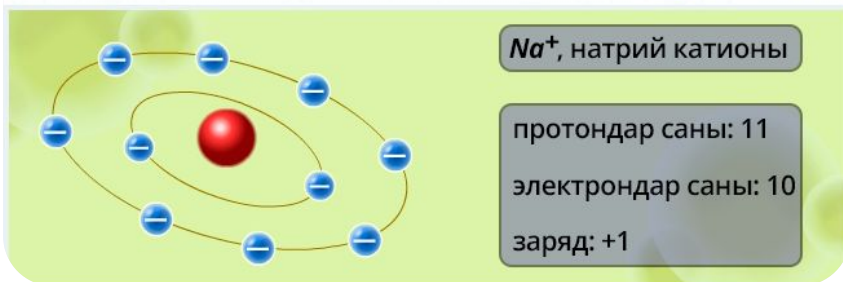 Na⁺, натрий катионы
протондар саны: 11
электрондар саны: 10
заряд: +1